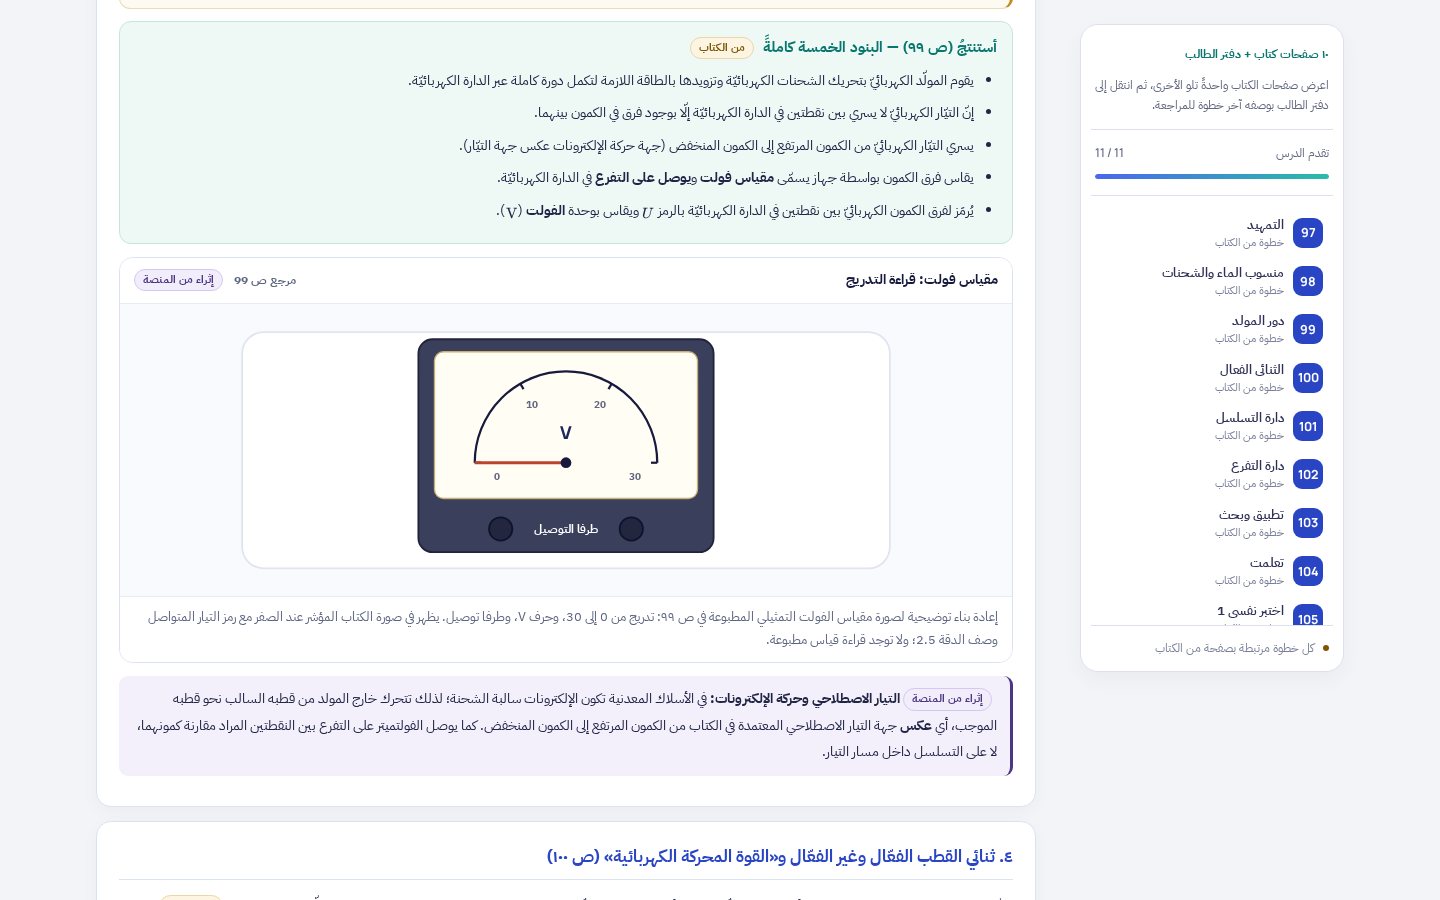 أستنتجُ (ص ٩٩) — البنود الخمسة كاملةً من الكتاب
يقوم المولّد الكهربائيّ بتحريك الشحنات الكهربائيّة وتزويدها بالطاقة اللازمة لتكمل دورة كاملة عبر الدارة الكهربائيّة.
إنّ التيّار الكهربائيّ لا يسري بين نقطتين في الدارة الكهربائيّة إلّا بوجود فرق في الكمون بينهما.
يسري التيّار الكهربائيّ من الكمون المرتفع إلى الكمون المنخفض (جهة حركة الإلكترونات عكس جهة التيّار).
يقاس فرق الكمون بواسطة جهاز يسمّى مقياس فولت ويوصل على التفرع في الدارة الكهربائيّة.
يُرمَز لفرق الكمون الكهربائيّ بين نقطتين في الدارة الكهربائيّة بالرمز U ويقاس بوحدة الفولت (V).
مقياس فولت: قراءة التدريج
مرجع ص 99 إثراء من المنصة
10 20
V
0 30
طرفا التوصيل
إعادة بناء توضيحية لصورة مقياس الفولت التمثيلي المطبوعة في ص ٩٩: تدريج من 0 إلى 30، وحرف V، وطرفا توصيل. يظهر في صورة الكتاب المؤشر عند الصفر مع رمز التيار المتواصل
وصف الدقة 2.5؛ ولا توجد قراءة قياس مطبوعة.
إثراء من المنصة التيار الاصطلاحي وحركة الإلكترونات: في الأسلاك المعدنية تكون الإلكترونات سالبة الشحنة؛ لذلك تتحرك خارج المولد من قطبه السالب نحو قطبه
الموجب، أي عكس جهة التيار الاصطلاحي المعتمدة في الكتاب من الكمون المرتفع إلى الكمون المنخفض. كما يوصل الفولتميتر على التفرع بين النقطتين المراد مقارنة كمونهما،
لا على التسلسل داخل مسار التيار.
٤. ثنائي القطب الفعّال وغير الفعّال و«القوة المحركة الكهربائية» (ص ١٠٠)
١٠ صفحات كتاب + دفتر الطالب
اعرض صفحات الكتاب واحدةً تلو الأخرى، ثم انتقل إلى
دفتر الطالب بوصفه آخر خطوة للمراجعة.
تقدم الدرس
11 / 11
97 التمهيد
خطوة من الكتاب
98 منسوب الماء والشحنات
خطوة من الكتاب
99 دور المولد
خطوة من الكتاب
100 الثنائي الفعال
خطوة من الكتاب
101 دارة التسلسل
خطوة من الكتاب
102 دارة التفرع
خطوة من الكتاب
103 تطبيق وبحث
خطوة من الكتاب
104 تعلمت
خطوة من الكتاب
105 اختبر نفسي 1
كل خطوة مرتبطة بصفحة من الكتاب